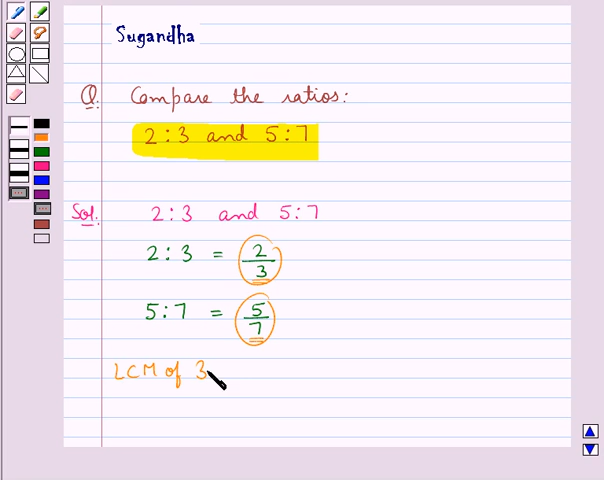 Sugandha
Q. Compare the ratios:
2:3 and 5:7
Sol. 2:3 and 5:7
2:3 = 2/3
5:7 = 5/7
LCM of 3